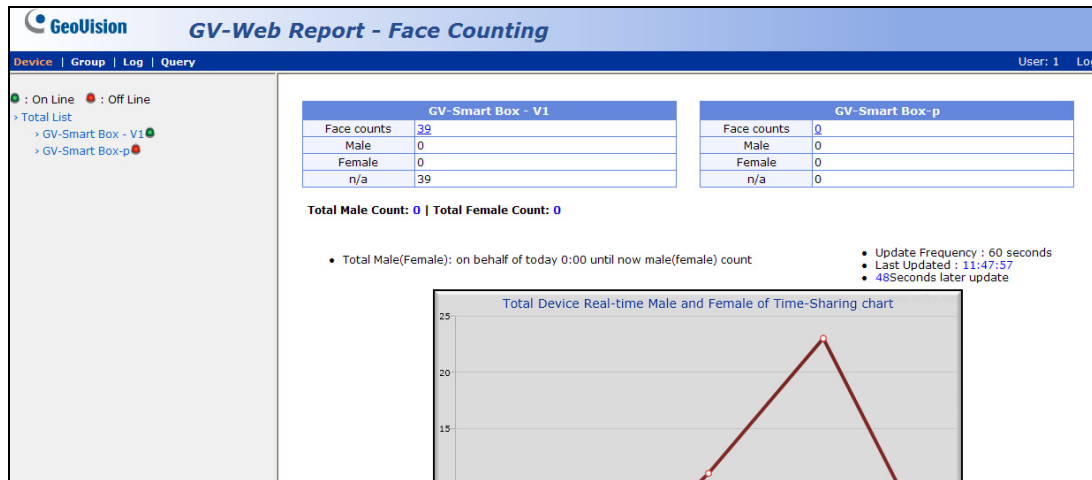 GeoVision
GV-Web Report - Face Counting
Device | Group | Log | Query
User: 1
: On Line : Off Line
› Total List
› GV-Smart Box - V1
› GV-Smart Box-p
GV-Smart Box - V1
Face counts 39
Male 0
Female 0
n/a 39
GV-Smart Box-p
Face counts 0
Male 0
Female 0
n/a 0
Total Male Count: 0 | Total Female Count: 0
• Total Male(Female): on behalf of today 0:00 until now male(female) count
• Update Frequency : 60 seconds
• Last Updated : 11:47:57
• 48Seconds later update
Total Device Real-time Male and Female of Time-Sharing chart
25
20
15